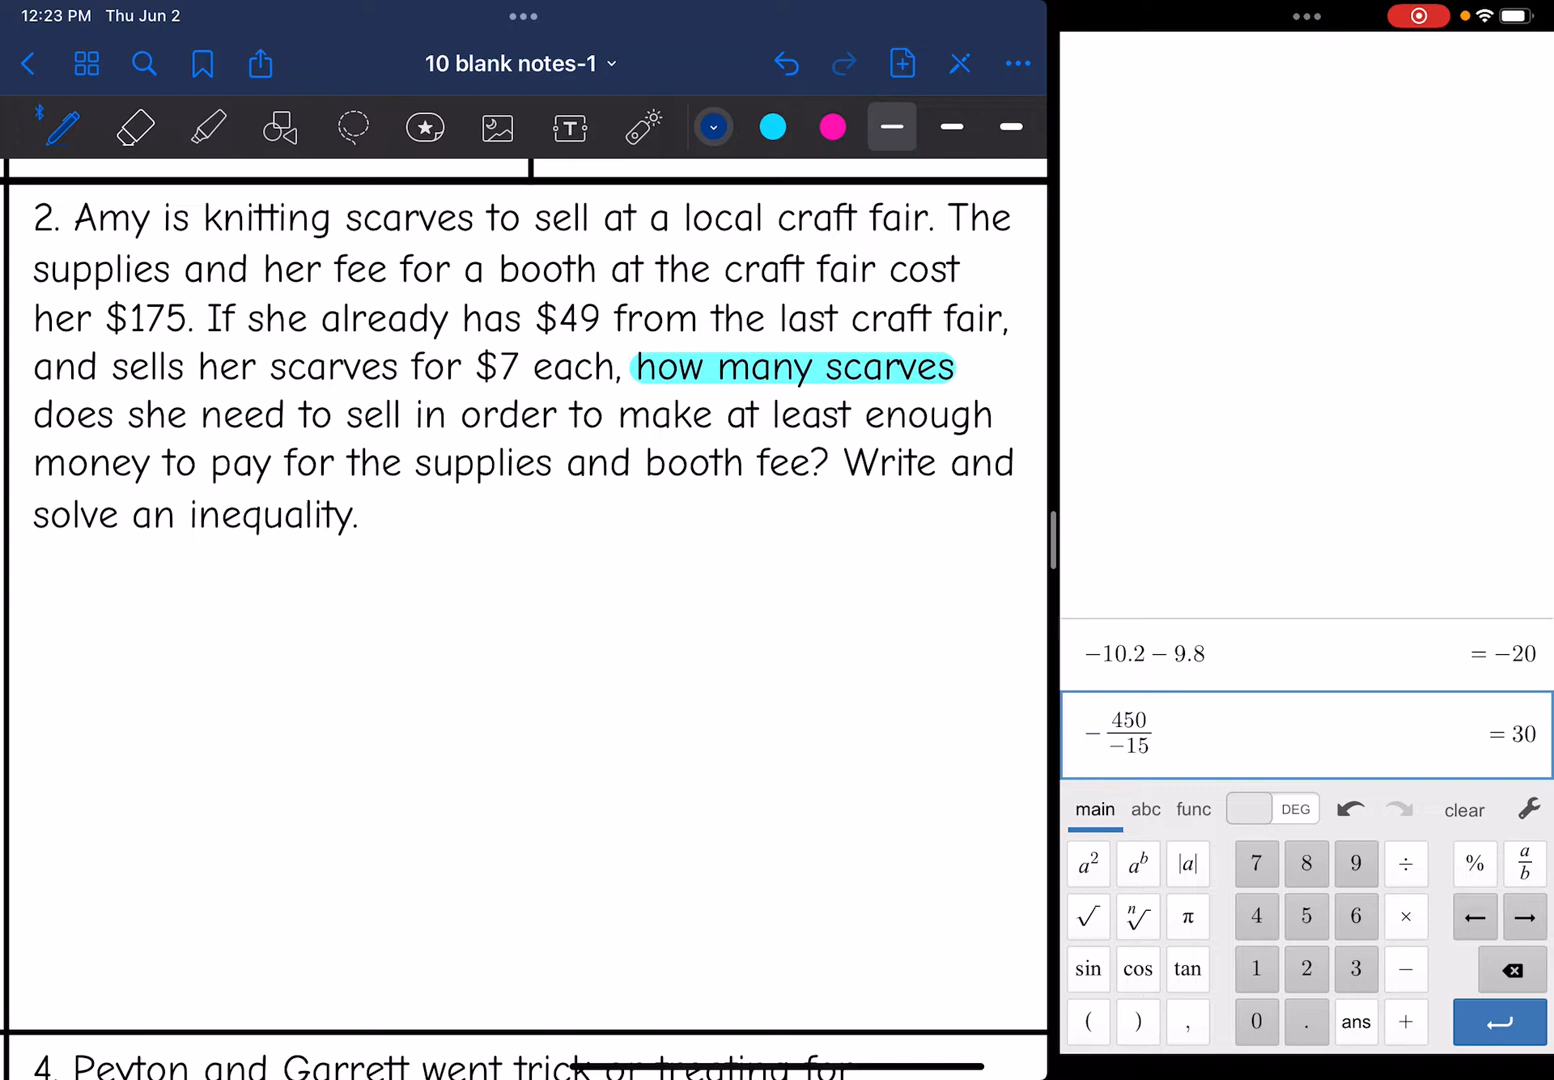 12:23 PM Thu Jun 2
10 blank notes-1
T
2. Amy is knitting scarves to sell at a local craft fair. The
supplies and her fee for a booth at the craft fair cost
her $175. If she already has $49 from the last craft fair,
and sells her scarves for $7 each, how many scarves
does she need to sell in order to make at least enough
money to pay for the supplies and booth fee? Write and
solve an inequality.
4. Peyton and Garrett went trick or treating for
−10.2 − 9.8 = −20
− 450/−15 = 30
main abc func DEG clear
a² aᵇ |a| 7 8 9 ÷ % a/b
√ ⁿ√ π 4 5 6 × ← →
sin cos tan 1 2 3 −
( ) , 0 . ans +